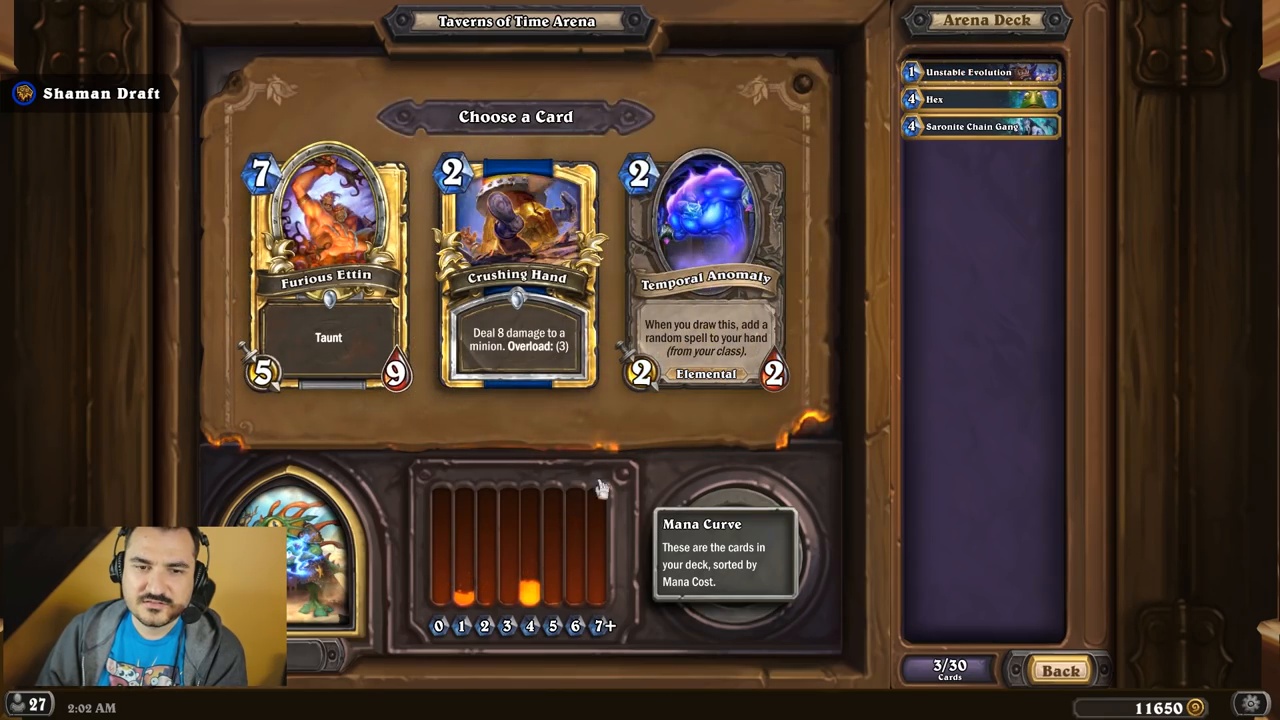 Taverns of Time Arena
Arena Deck
Shaman Draft
Choose a Card
1 Unstable Evolution
4 Hex
4 Saronite Chain Gang
7
Furious Ettin
Taunt
5 9
2
Crushing Hand
Deal 8 damage to a
minion. Overload: (3)
2
Temporal Anomaly
When you draw this, add a
random spell to your hand
(from your class).
2 Elemental 2
Mana Curve
These are the cards in
your deck, sorted by
Mana Cost.
0 1 2 3 4 5 6 7+
3/30
Cards
Back
27
2:02 AM
11650